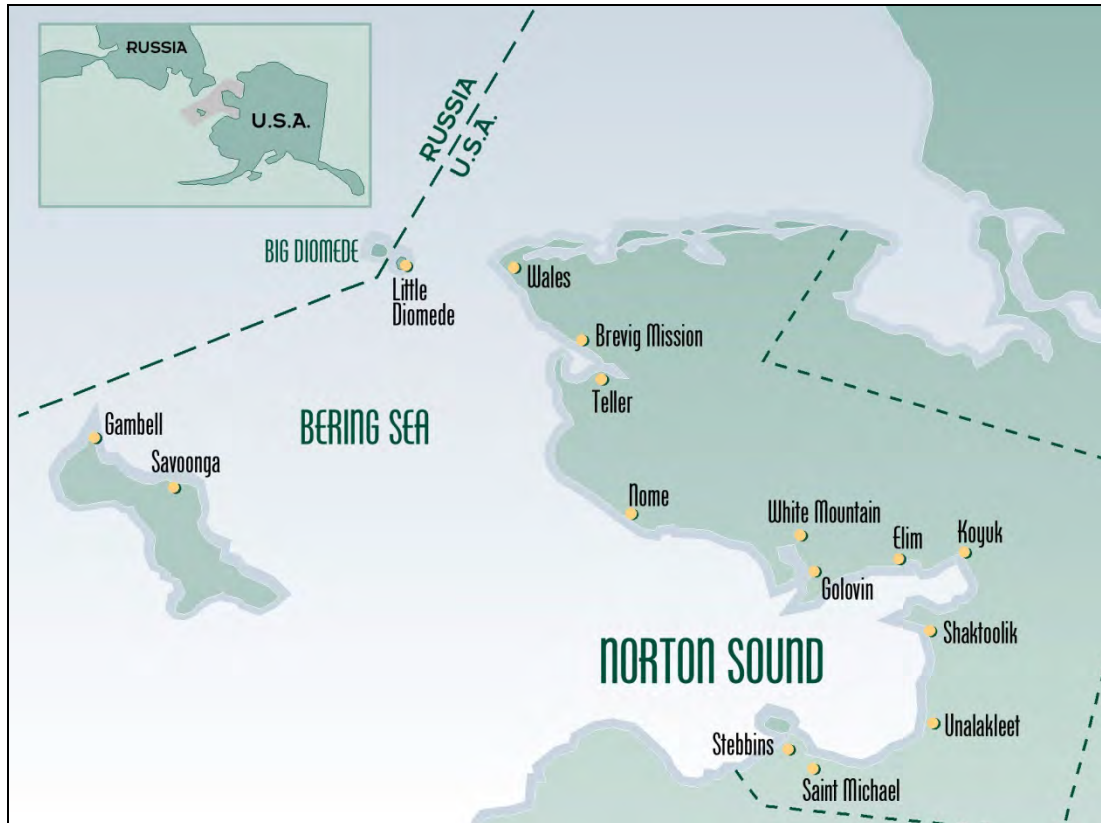 RUSSIA
U.S.A.
RUSSIA
U.S.A.
BIG DIOMEDE
Little
Diomede
Wales
Brevig Mission
Teller
BERING SEA
Gambell
Savoonga
Nome
White Mountain
Elim
Koyuk
Golovin
Shaktoolik
NORTON SOUND
Unalakleet
Stebbins
Saint Michael